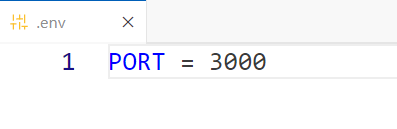 .env
1 PORT = 3000